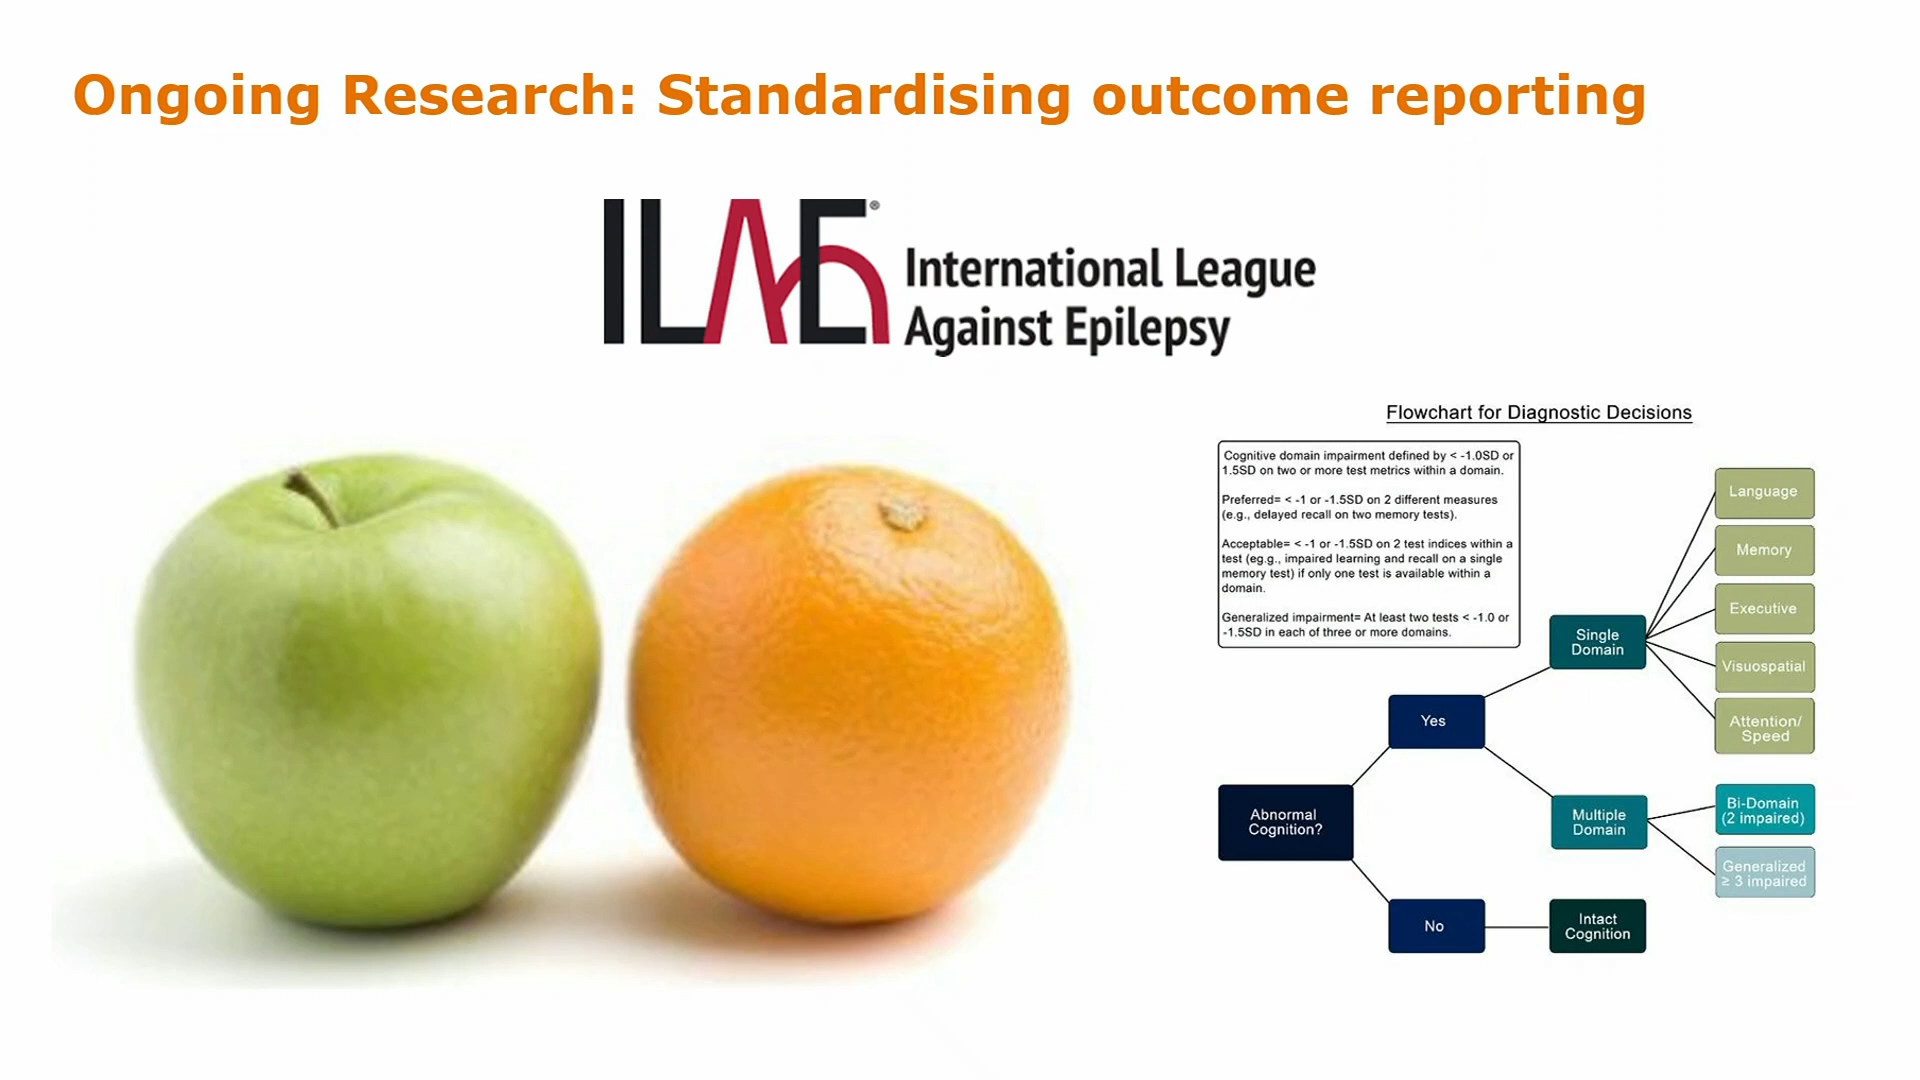 Ongoing Research: Standardising outcome reporting
ILAE®
International League
Against Epilepsy
Flowchart for Diagnostic Decisions
Cognitive domain impairment defined by < -1.0SD or
1.5SD on two or more test metrics within a domain.
Preferred= < -1 or -1.5SD on 2 different measures
(e.g., delayed recall on two memory tests).
Acceptable= < -1 or -1.5SD on 2 test indices within a
test (eg.g., impaired learning and recall on a single
memory test) if only one test is available within a
domain.
Generalized impairment= At least two tests < -1.0 or
-1.5SD in each of three or more domains.
Language
Memory
Executive
Visuospatial
Attention/
Speed
Single
Domain
Yes
Abnormal
Cognition?
Multiple
Domain
Bi-Domain
(2 impaired)
Generalized
≥ 3 impaired
No
Intact
Cognition